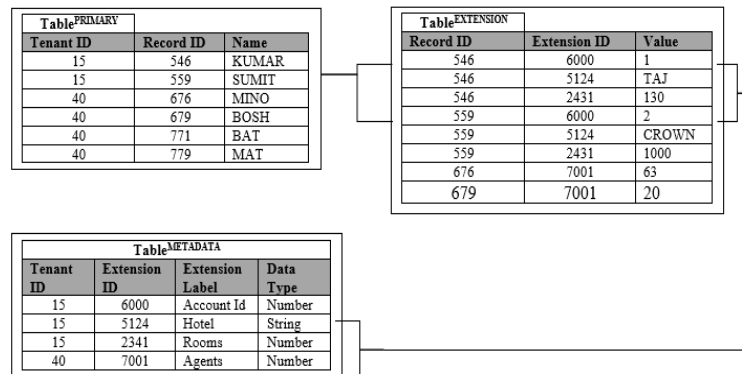 TablePRIMARY
Tenant ID Record ID Name
15 546 KUMAR
15 559 SUMIT
40 676 MINO
40 679 BOSH
40 771 BAT
40 779 MAT
TableEXTENSION
Record ID Extension ID Value
546 6000 1
546 5124 TAJ
546 2431 130
559 6000 2
559 5124 CROWN
559 2431 1000
676 7001 63
679 7001 20
TableMETADATA
Tenant ID Extension ID Extension Label Data Type
15 6000 Account Id Number
15 5124 Hotel String
15 2341 Rooms Number
40 7001 Agents Number